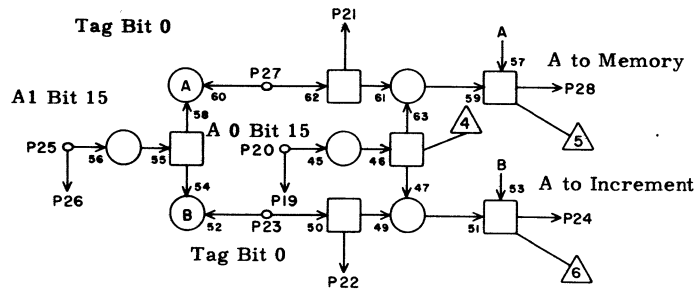 P21
Tag Bit 0
A
57
A to Memory
P27
A
60
62
61
59
P28
A1 Bit 15
58
63
A 0 Bit 15
4
5
P25
56
55
P20
45
46
B
54
47
53
A to Increment
P26
P19
B
52
P23
50
49
51
P24
Tag Bit 0
6
P22